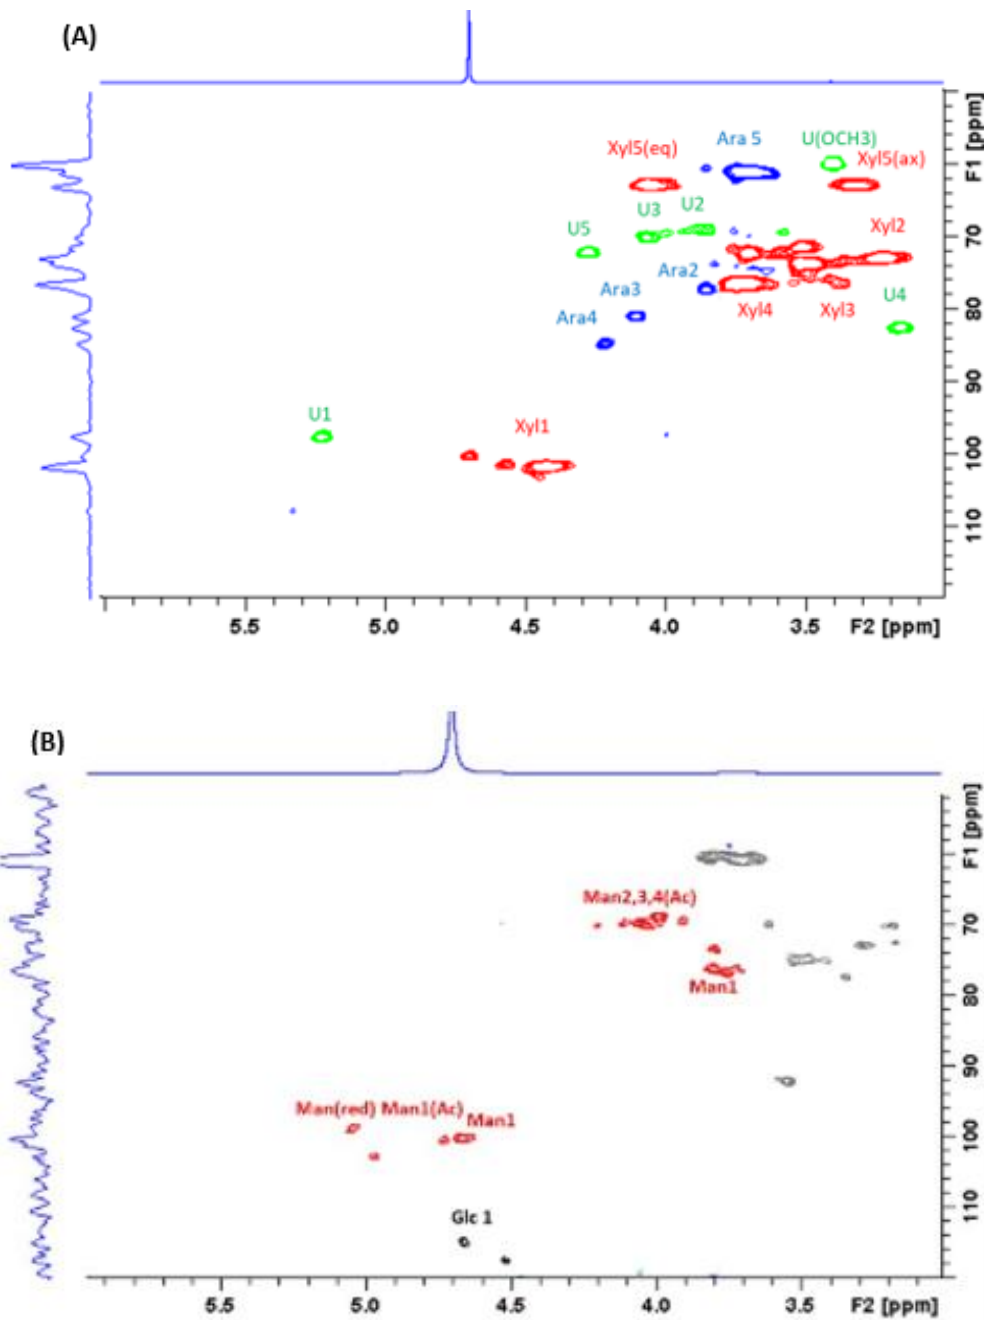 (A)
Xyl5(eq)
Ara 5
U(OCH3)
Xyl5(ax)
U5
U3
U2
Xyl2
Ara2
Ara3
Ara4
Xyl4
Xyl3
U4
U1
Xyl1
F1 [ppm]
70
80
90
100
110
5.5
5.0
4.5
4.0
3.5
F2 [ppm]
(B)
Man2,3,4(Ac)
Man1
Man(red) Man1(Ac)
Man1
Glc 1
F1 [ppm]
70
80
90
100
110
5.5
5.0
4.5
4.0
3.5
F2 [ppm]